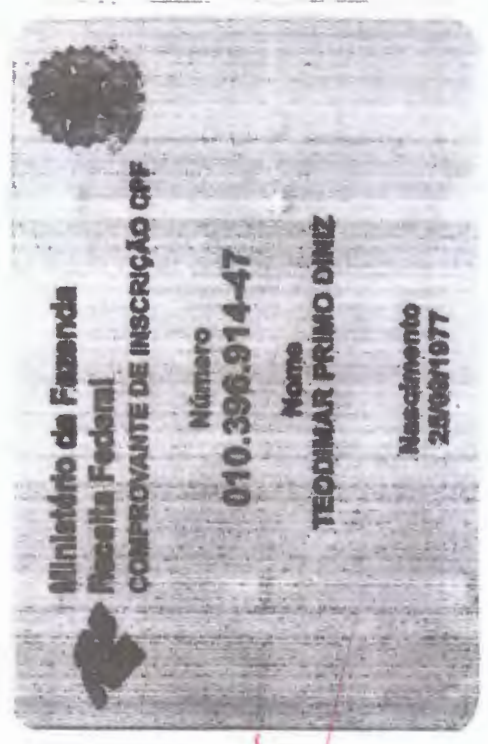 Ministério da Fazenda
Receita Federal
COMPROVANTE DE INSCRIÇÃO CPF
Número
010.396.914-47
Nome
TEODIMAR PRIMO DINIZ
Nascimento